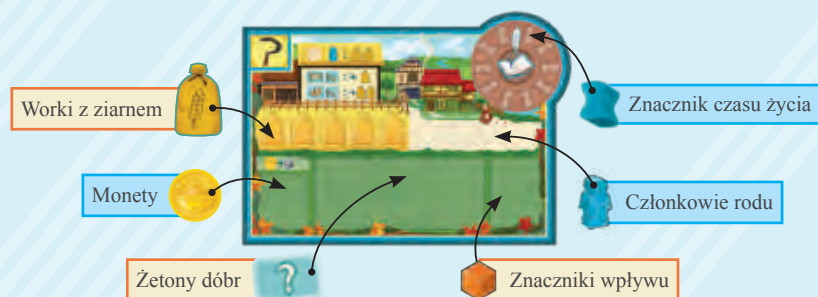 Worki z ziarnem
Znacznik czasu życia
Monety
Członkowie rodu
Żetony dóbr
?
Znaczniki wpływu